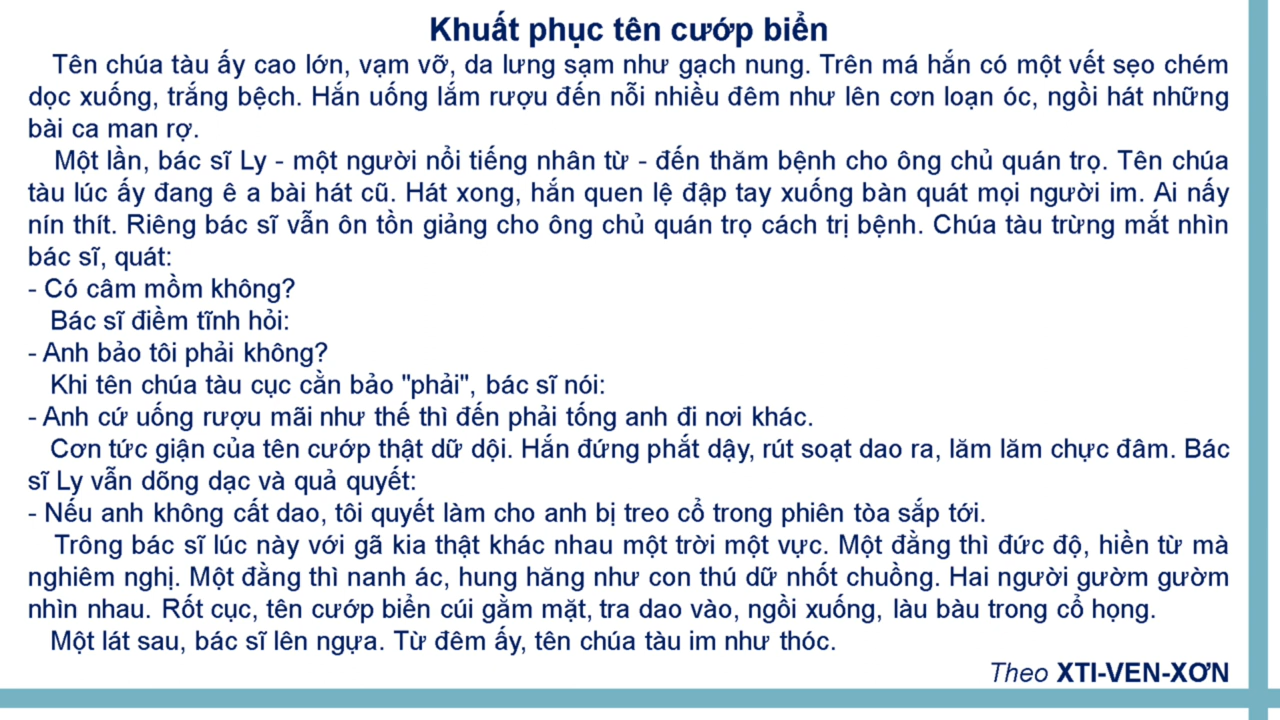 Khuất phục tên cướp biển
Tên chúa tàu ấy cao lớn, vạm vỡ, da lưng sạm như gạch nung. Trên má hắn có một vết sẹo chém
dọc xuống, trắng bệch. Hắn uống lắm rượu đến nỗi nhiều đêm như lên cơn loạn óc, ngồi hát những
bài ca man rợ.
Một lần, bác sĩ Ly - một người nổi tiếng nhân từ - đến thăm bệnh cho ông chủ quán trọ. Tên chúa
tàu lúc ấy đang ê a bài hát cũ. Hát xong, hắn quen lệ đập tay xuống bàn quát mọi người im. Ai nấy
nín thít. Riêng bác sĩ vẫn ôn tồn giảng cho ông chủ quán trọ cách trị bệnh. Chúa tàu trừng mắt nhìn
bác sĩ, quát:
- Có câm mồm không?
Bác sĩ điềm tĩnh hỏi:
- Anh bảo tôi phải không?
Khi tên chúa tàu cục cằn bảo "phải", bác sĩ nói:
- Anh cứ uống rượu mãi như thế thì đến phải tống anh đi nơi khác.
Cơn tức giận của tên cướp thật dữ dội. Hắn đứng phắt dậy, rút soạt dao ra, lăm lăm chực đâm. Bác
sĩ Ly vẫn dõng dạc và quả quyết:
- Nếu anh không cất dao, tôi quyết làm cho anh bị treo cổ trong phiên tòa sắp tới.
Trông bác sĩ lúc này với gã kia thật khác nhau một trời một vực. Một đằng thì đức độ, hiền từ mà
nghiêm nghị. Một đằng thì nanh ác, hung hăng như con thú dữ nhốt chuồng. Hai người gườm gườm
nhìn nhau. Rốt cục, tên cướp biển cúi gằm mặt, tra dao vào, ngồi xuống, làu bàu trong cổ họng.
Một lát sau, bác sĩ lên ngựa. Từ đêm ấy, tên chúa tàu im như thóc.
Theo XTI-VEN-XƠN